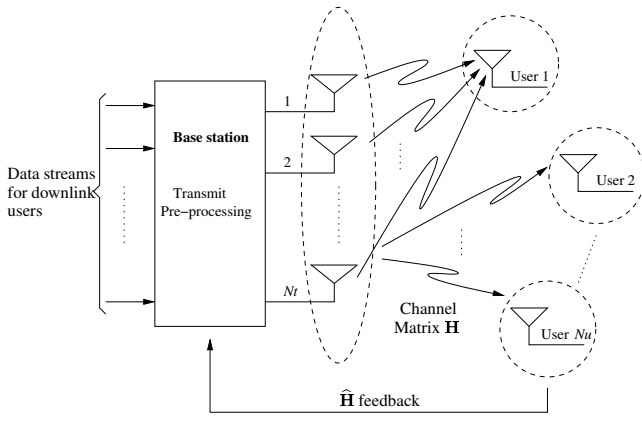 Data streams
for downlink
users
Base station
Transmit
Pre−processing
1
2
Nt
User 1
User 2
User Nu
Channel
Matrix H
Ĥ feedback